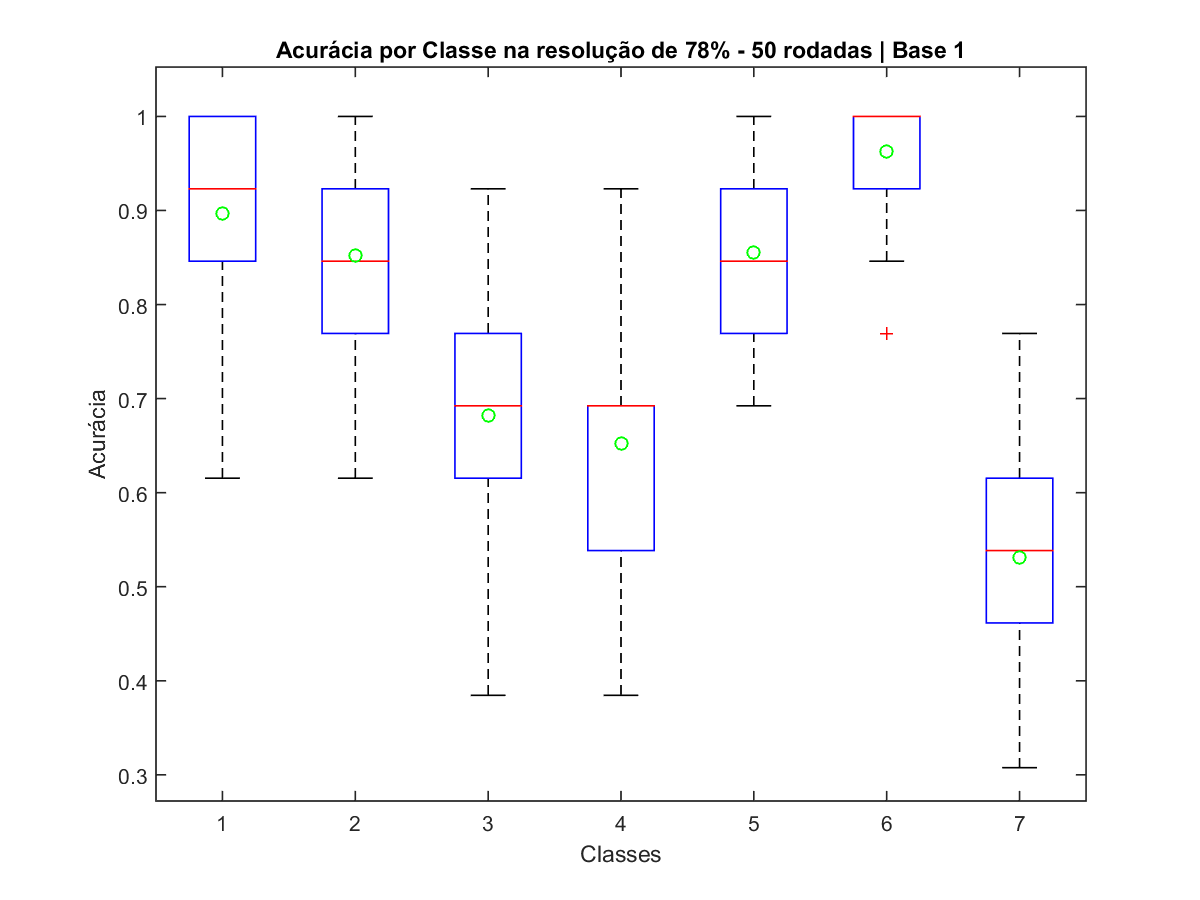 Acurácia por Classe na resolução de 78% - 50 rodadas | Base 1
1
0.9
0.8
0.7
0.6
0.5
0.4
0.3
Acurácia
1 2 3 4 5 6 7
Classes